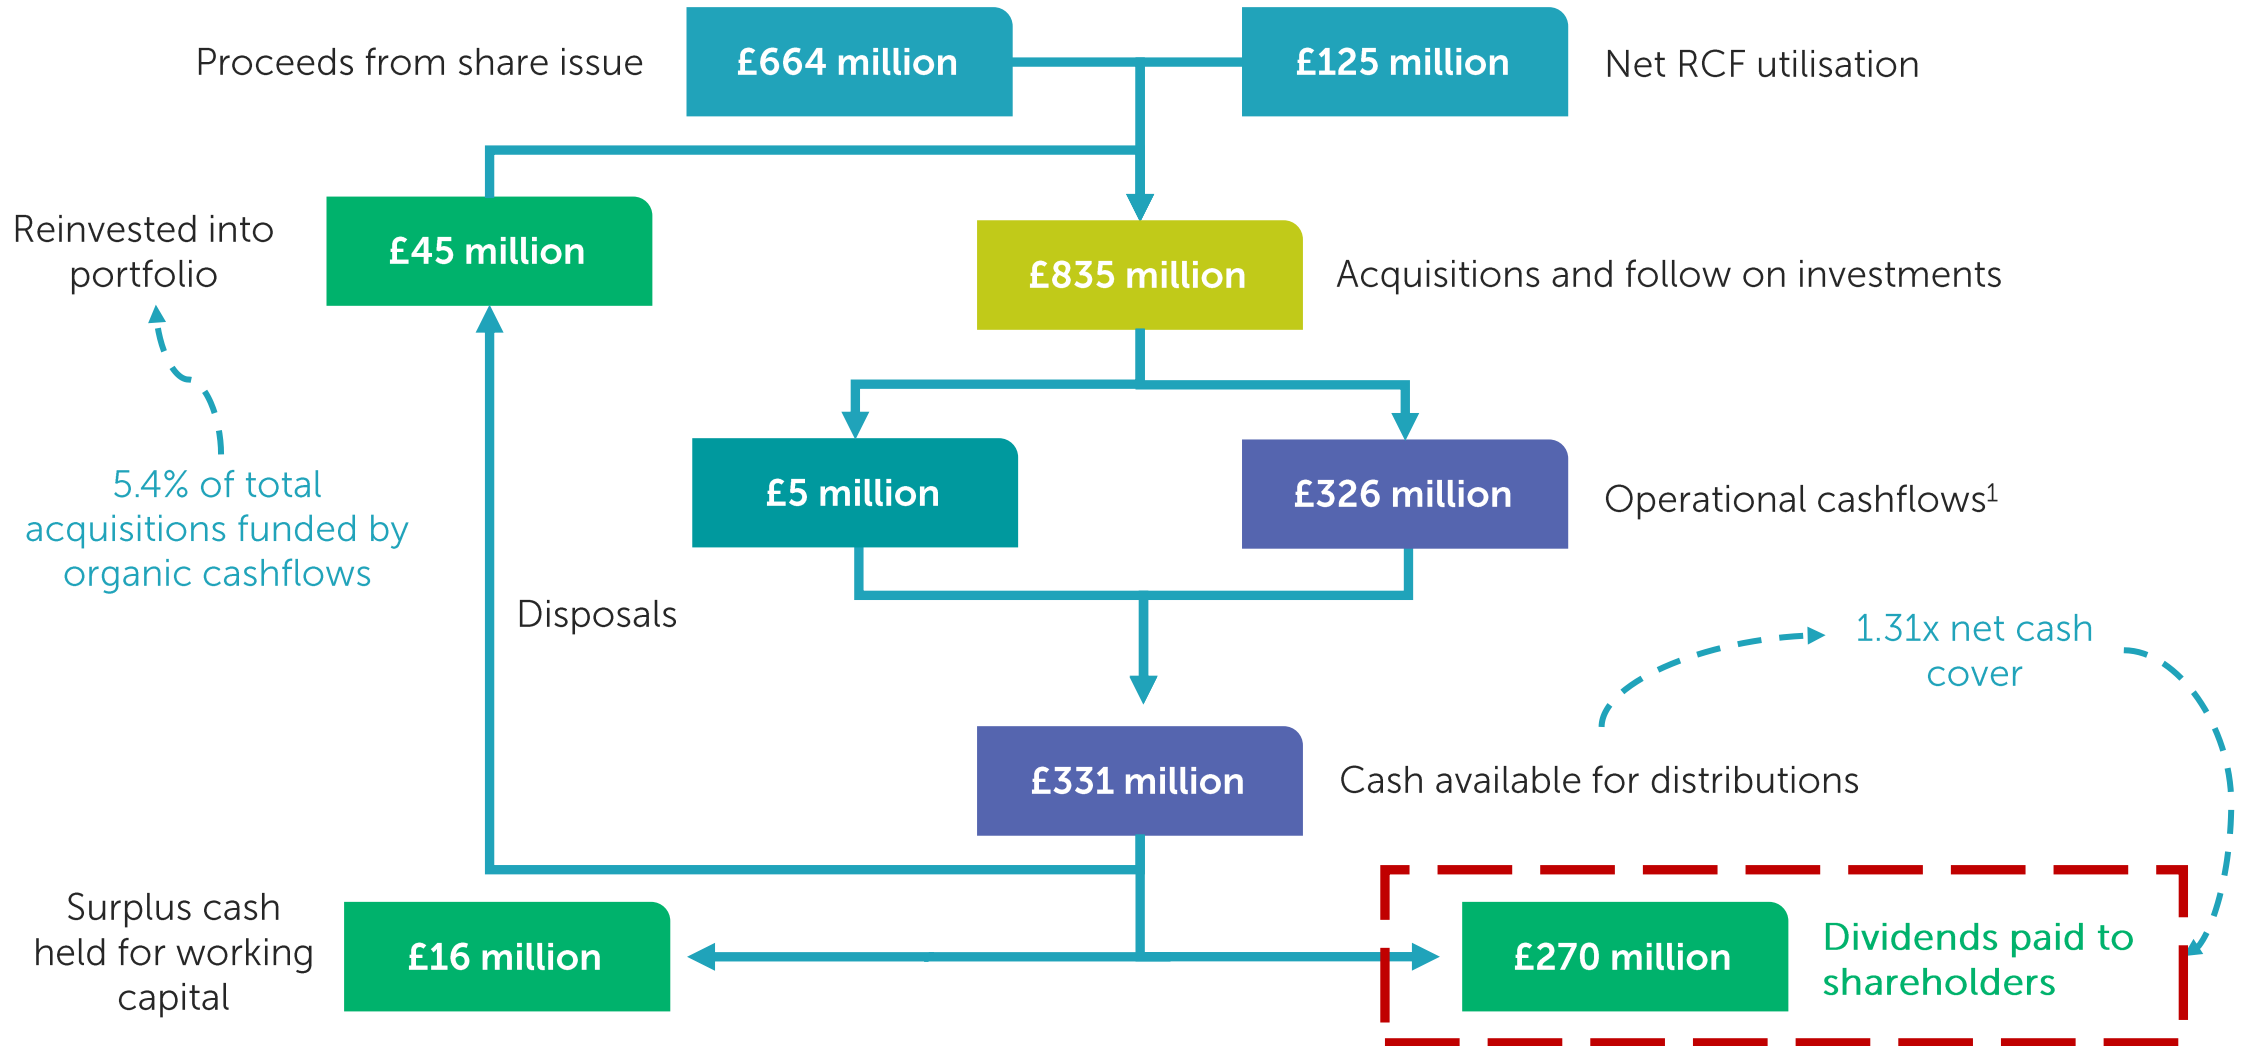 Proceeds from share issue
£664 million
£125 million
Net RCF utilisation
Reinvested into
portfolio
£45 million
£835 million
Acquisitions and follow on investments
5.4% of total
acquisitions funded by
organic cashflows
£5 million
£326 million
Operational cashflows¹
Disposals
1.31x net cash
cover
£331 million
Cash available for distributions
Surplus cash
held for working
capital
£16 million
£270 million
Dividends paid to
shareholders